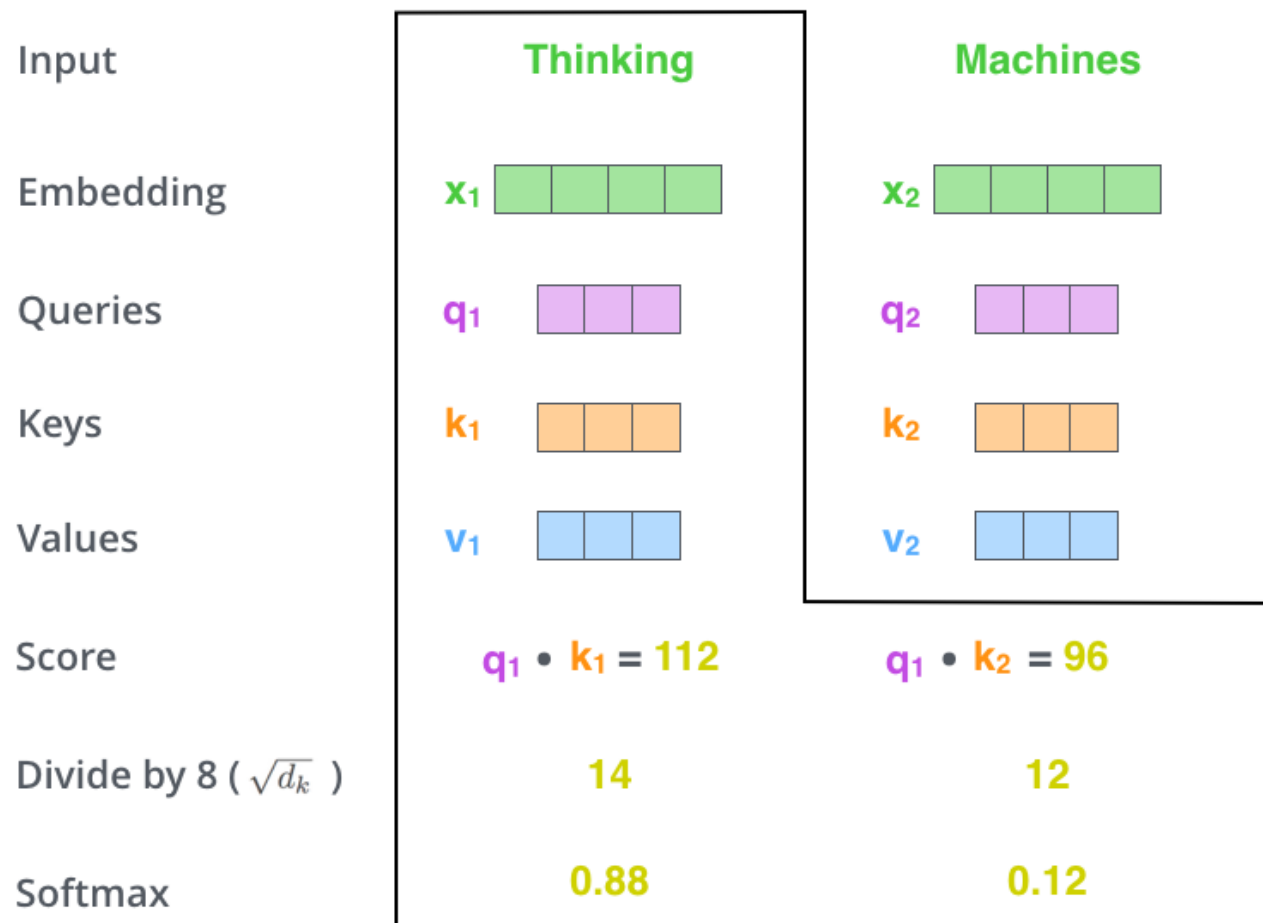 Input Thinking Machines
Embedding x₁ x₂
Queries q₁ q₂
Keys k₁ k₂
Values v₁ v₂
Score q₁ • k₁ = 112 q₁ • k₂ = 96
Divide by 8 ( √dₖ ) 14 12
Softmax 0.88 0.12